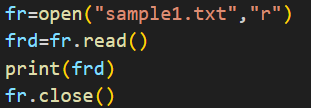 fr=open("sample1.txt","r")
frd=fr.read()
print(frd)
fr.close()